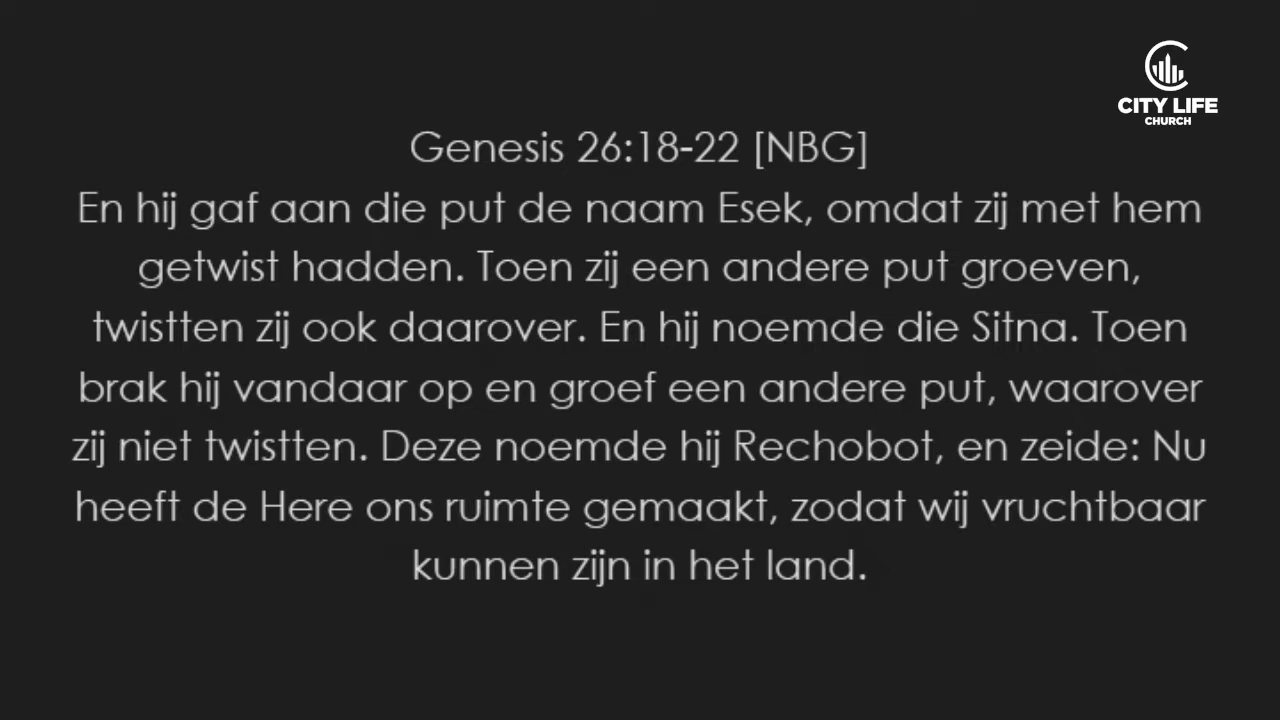 CITY LIFE
CHURCH
Genesis 26:18-22 [NBG]
En hij gaf aan die put de naam Esek, omdat zij met hem
getwist hadden. Toen zij een andere put groeven,
twistten zij ook daarover. En hij noemde die Sitna. Toen
brak hij vandaar op en groef een andere put, waarover
zij niet twistten. Deze noemde hij Rechobot, en zeide: Nu
heeft de Here ons ruimte gemaakt, zodat wij vruchtbaar
kunnen zijn in het land.